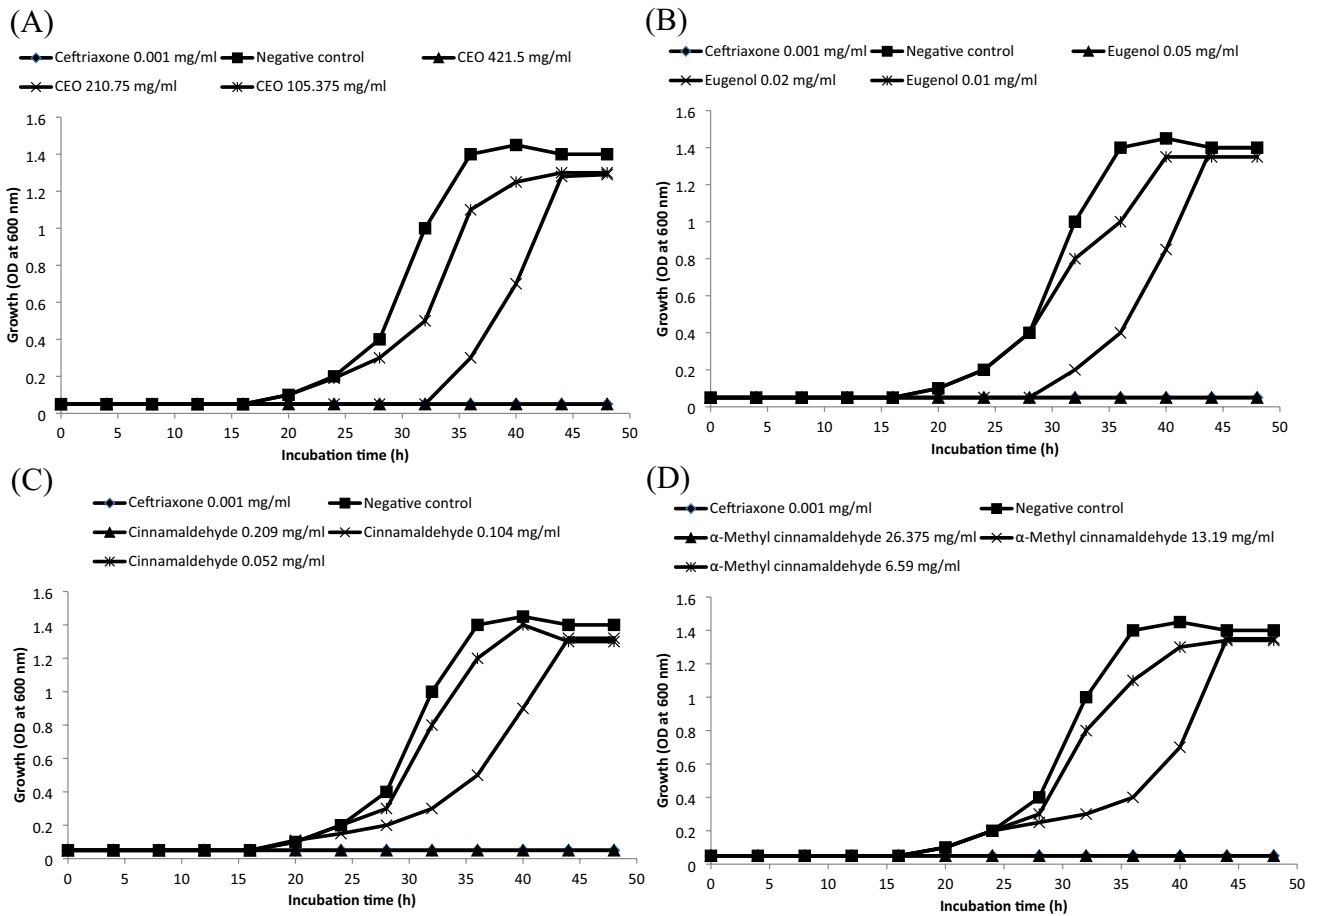 (A)
Ceftriaxone 0.001 mg/ml Negative control CEO 421.5 mg/ml
CEO 210.75 mg/ml CEO 105.375 mg/ml
1.6
1.4
1.2
1
0.8
0.6
0.4
0.2
0
Growth (OD at 600 nm)
0 5 10 15 20 25 30 35 40 45 50
Incubation time (h)
(B)
Ceftriaxone 0.001 mg/ml Negative control Eugenol 0.05 mg/ml
Eugenol 0.02 mg/ml Eugenol 0.01 mg/ml
1.6
1.4
1.2
1
0.8
0.6
0.4
0.2
0
Growth (OD at 600 nm)
0 5 10 15 20 25 30 35 40 45 50
Incubation time (h)
(C)
Ceftriaxone 0.001 mg/ml Negative control
Cinnamaldehyde 0.209 mg/ml Cinnamaldehyde 0.104 mg/ml
Cinnamaldehyde 0.052 mg/ml
1.6
1.4
1.2
1
0.8
0.6
0.4
0.2
0
Growth (OD at 600 nm)
0 5 10 15 20 25 30 35 40 45 50
Incubation time (h)
(D)
Ceftriaxone 0.001 mg/ml Negative control
α-Methyl cinnamaldehyde 26.375 mg/ml α-Methyl cinnamaldehyde 13.19 mg/ml
α-Methyl cinnamaldehyde 6.59 mg/ml
1.6
1.4
1.2
1
0.8
0.6
0.4
0.2
0
Growth (OD at 600 nm)
0 5 10 15 20 25 30 35 40 45 50
Incubation time (h)